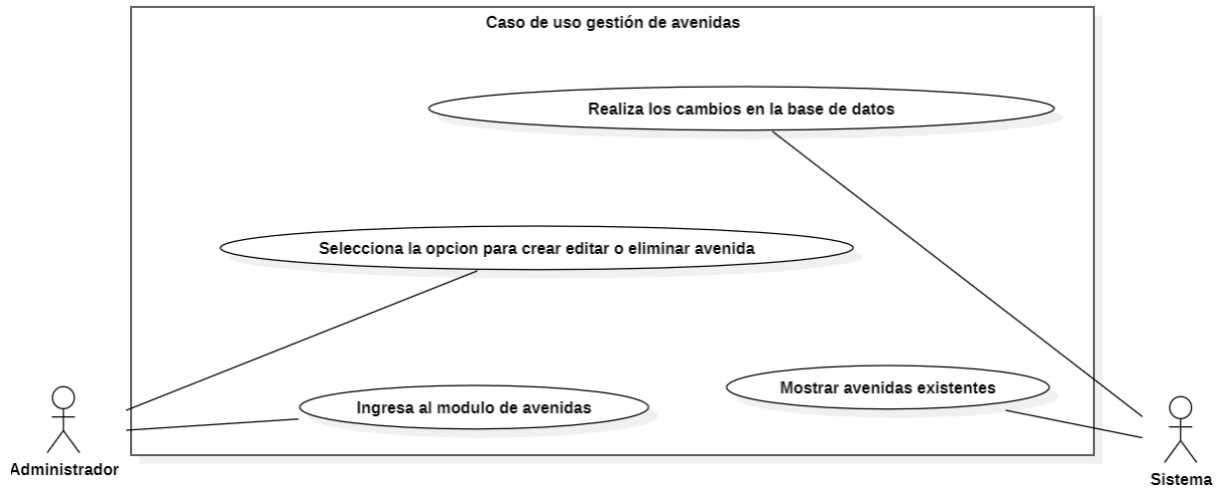 Caso de uso gestión de avenidas
Realiza los cambios en la base de datos
Selecciona la opcion para crear editar o eliminar avenida
Mostrar avenidas existentes
Ingresa al modulo de avenidas
Administrador
Sistema